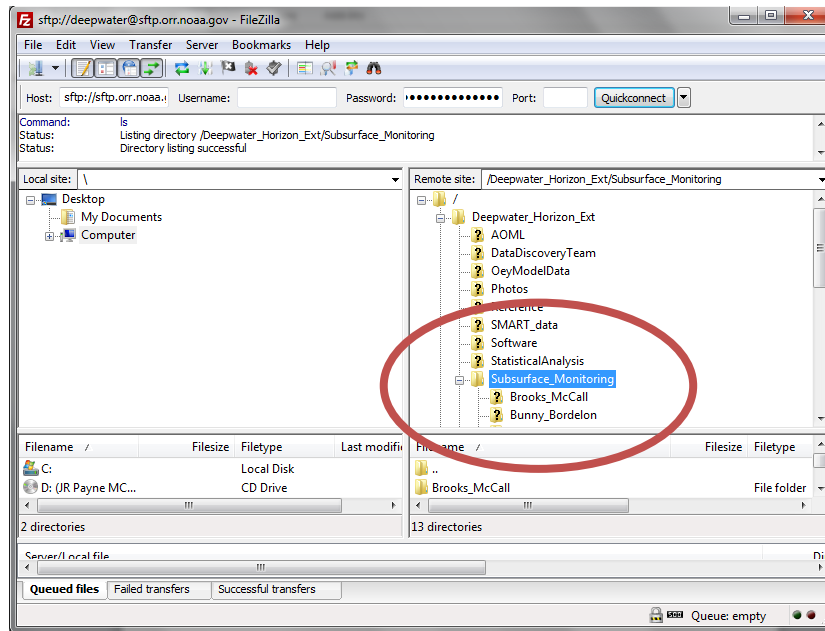 sftp://deepwater@sftp.orr.noaa.gov - FileZilla
File Edit View Transfer Server Bookmarks Help
Host: sftp://sftp.orr.noaa.g Username: Password: •••••••••••••• Port: Quickconnect
Command: ls
Status: Listing directory /Deepwater_Horizon_Ext/Subsurface_Monitoring
Status: Directory listing successful
Local site: \
Desktop
My Documents
Computer
Remote site: /Deepwater_Horizon_Ext/Subsurface_Monitoring
/
Deepwater_Horizon_Ext
AOML
DataDiscoveryTeam
OeyModelData
Photos
Reference
SMART_data
Software
StatisticalAnalysis
Subsurface_Monitoring
Brooks_McCall
Bunny_Bordelon
Filename / Filesize Filetype Last modific
C: Local Disk
D: (JR Payne MC... CD Drive
2 directories
Filename / Filesize Filetype
..
Brooks_McCall File folder
13 directories
Server/Local file Di
Queued files Failed transfers Successful transfers
Queue: empty